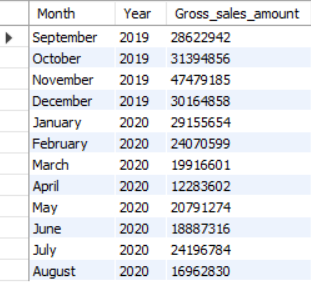 Month Year Gross_sales_amount
September 2019 28622942
October 2019 31394856
November 2019 47479185
December 2019 30164858
January 2020 29155654
February 2020 24070599
March 2020 19916601
April 2020 12283602
May 2020 20791274
June 2020 18887316
July 2020 24196784
August 2020 16962830